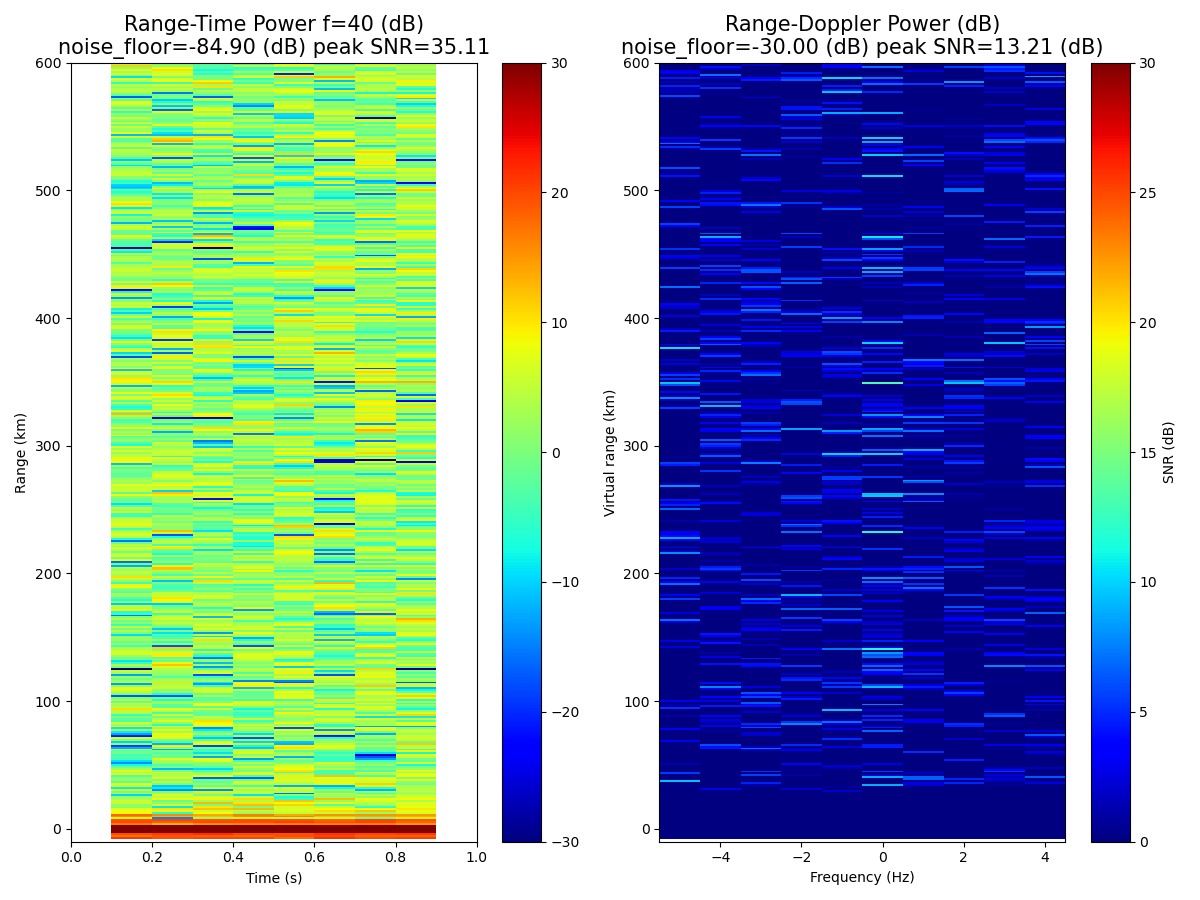 Range-Time Power f=40 (dB)
noise_floor=-84.90 (dB) peak SNR=35.11
Range-Doppler Power (dB)
noise_floor=-30.00 (dB) peak SNR=13.21 (dB)
600
500
400
300
200
100
0
Range (km)
0.0 0.2 0.4 0.6 0.8 1.0
Time (s)
30
20
10
0
−10
−20
−30
600
500
400
300
200
100
0
Virtual range (km)
−4 −2 0 2 4
Frequency (Hz)
30
25
20
15
10
5
0
SNR (dB)